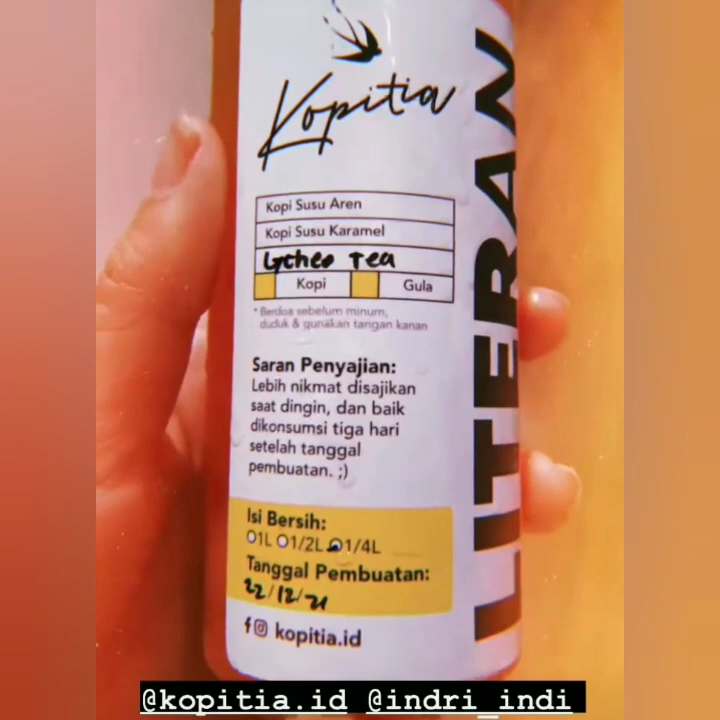 Kopitia
LITERAN
Kopi Susu Aren
Kopi Susu Karamel
Lychee Tea
Kopi Gula
* Berdoa sebelum minum,
duduk & gunakan tangan kanan
Saran Penyajian:
Lebih nikmat disajikan
saat dingin, dan baik
dikonsumsi tiga hari
setelah tanggal
pembuatan. ;)
Isi Bersih:
1L 1/2L 1/4L
Tanggal Pembuatan:
22/12/21
kopitia.id
@kopitia.id @indri_indi